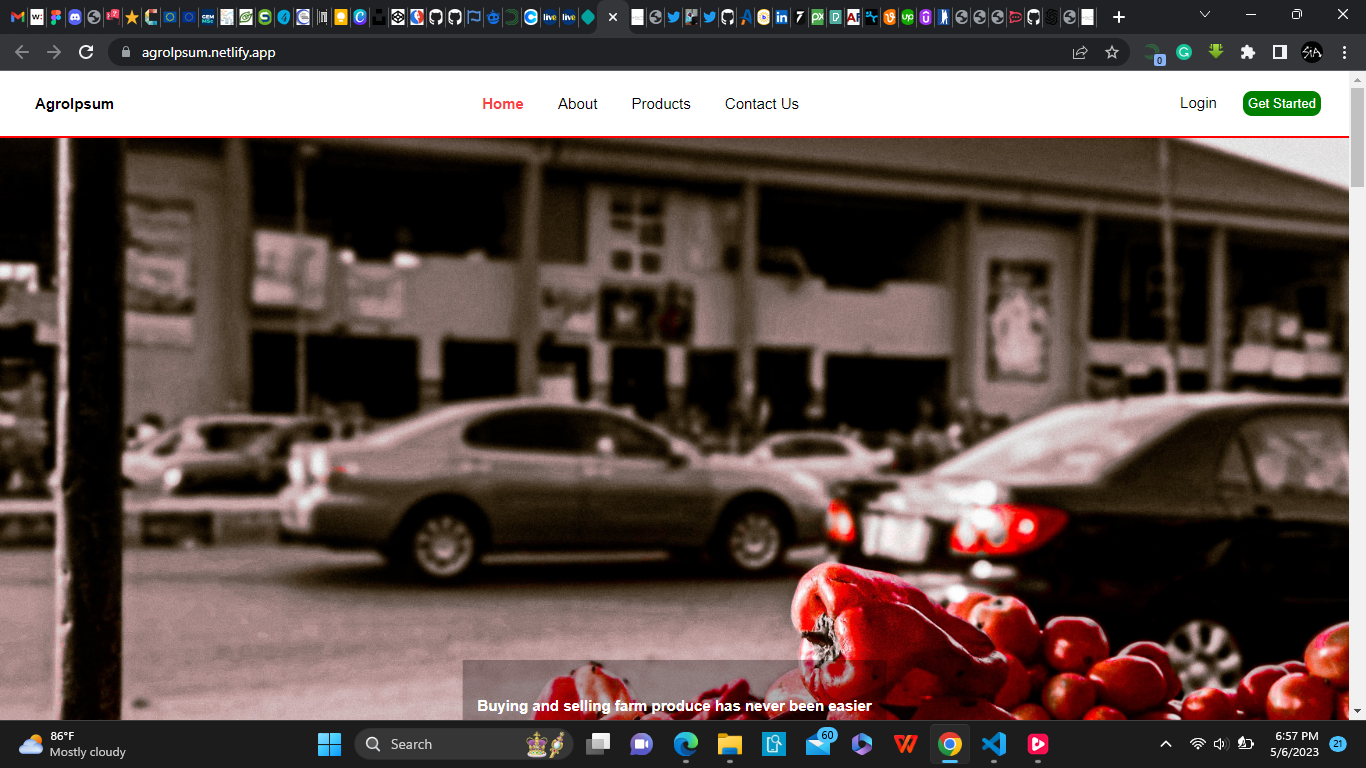 agrolpsum.netlify.app
0
AgroIpsum
Home
About
Products
Contact Us
Login
Get Started
Buying and selling farm produce has never been easier
86°F
Mostly cloudy
Search
60
6:57 PM
5/6/2023
21